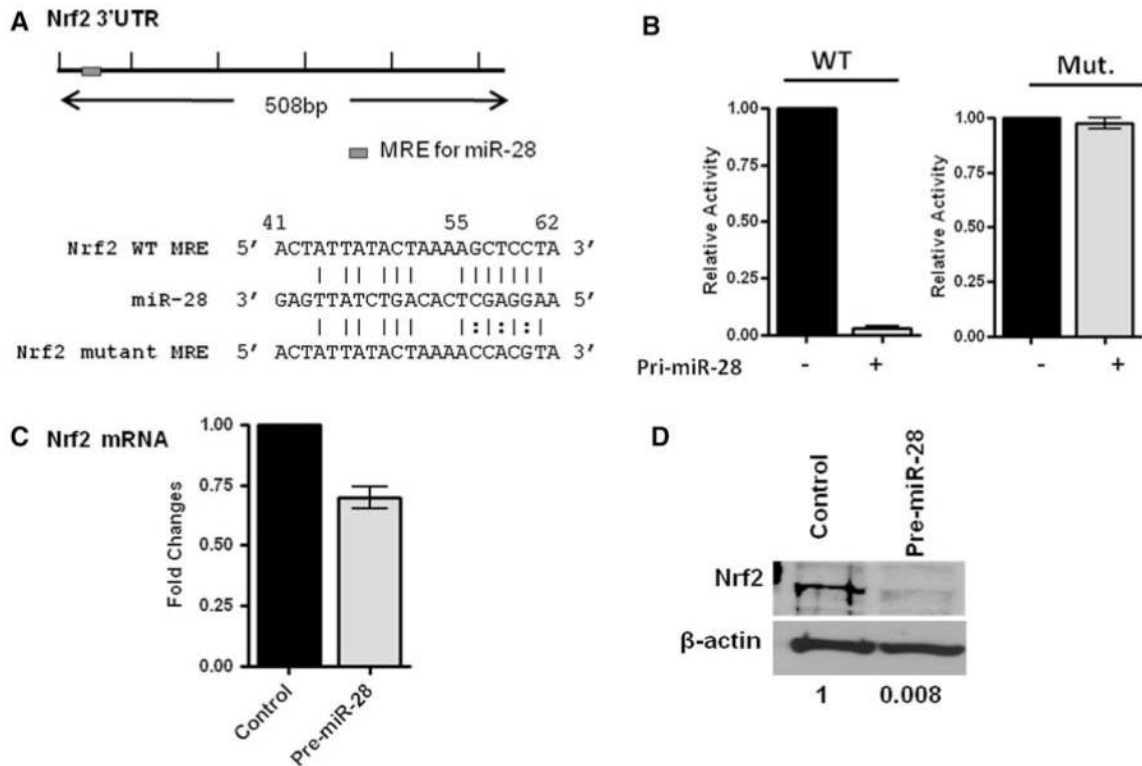 A Nrf2 3'UTR
508bp
MRE for miR-28
41 55 62
Nrf2 WT MRE 5' ACTATTATACTAAAAGCTCCTA 3'
miR-28 3' GAGTTATCTGACACTCGAGGAA 5'
Nrf2 mutant MRE 5' ACTATTATACTAAAACCACGTA 3'
B
WT
Relative Activity
1.00
0.75
0.50
0.25
0.00
Pri-miR-28 - +
Mut.
Relative Activity
1.00
0.75
0.50
0.25
0.00
- +
C Nrf2 mRNA
Fold Changes
1.00
0.75
0.50
0.25
0.00
Control
Pre-miR-28
D
Control
Pre-miR-28
Nrf2
β-actin
1 0.008